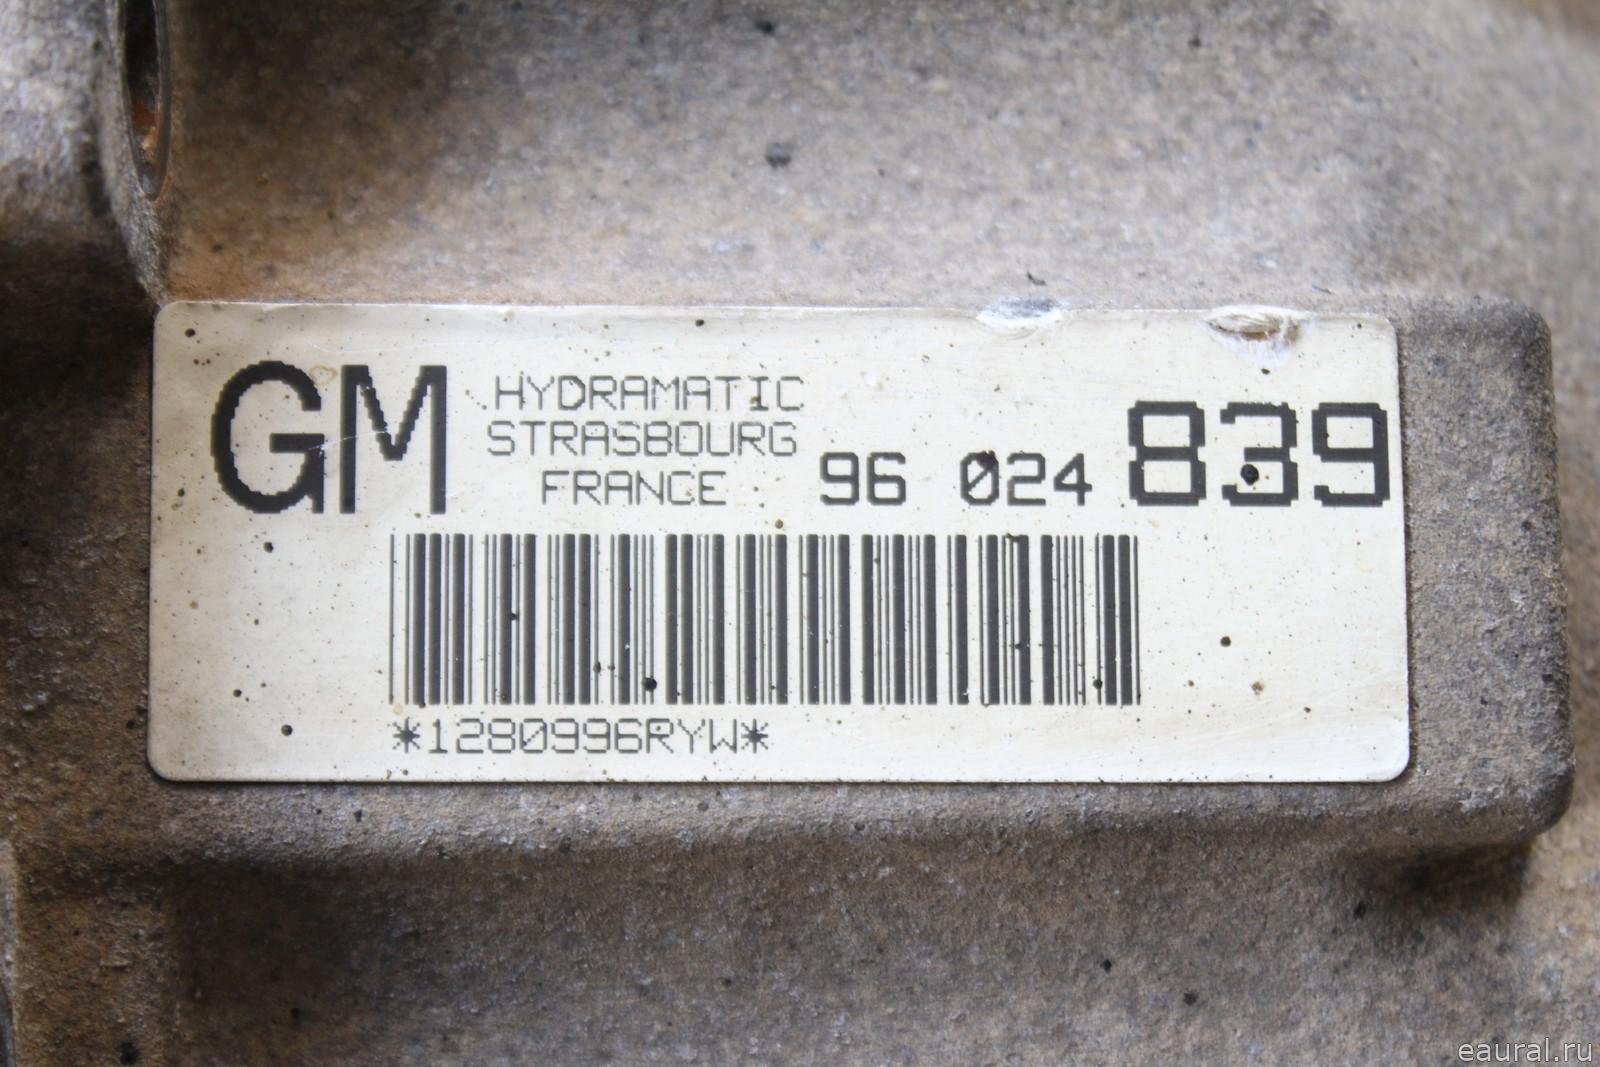 GM HYDRAMATIC
STRASBOURG
FRANCE 96 024 839
*1280996RYW*
eaural.ru